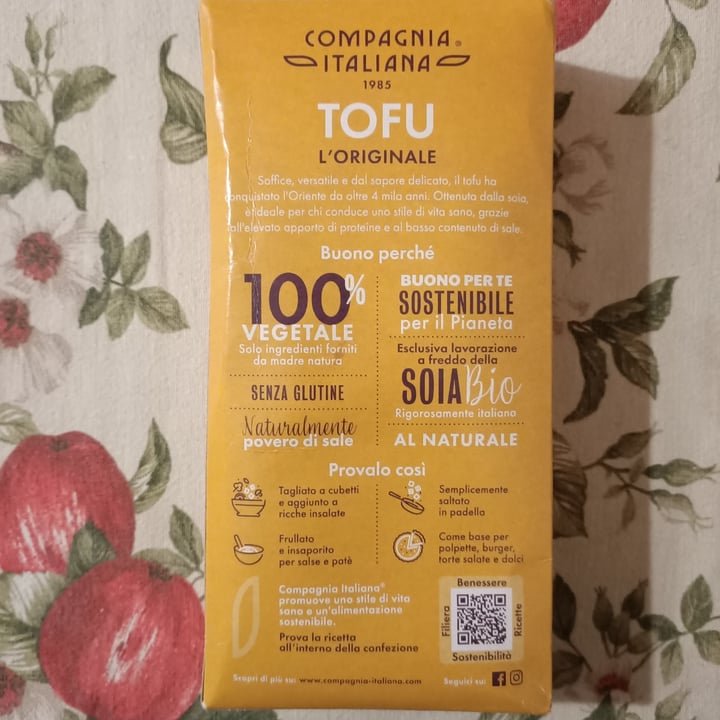 COMPAGNIA®
ITALIANA
1985
TOFU
L'ORIGINALE
Soffice, versatile e dal sapore delicato, il tofu ha
conquistato l'Oriente da oltre 4 mila anni. Ottenuta dalla soia,
è ideale per chi conduce uno stile di vita sano, grazie
all'elevato apporto di proteine e al basso contenuto di sale.
Buono perché
100%
VEGETALE
Solo ingredienti forniti
da madre natura
SENZA GLUTINE
Naturalmente
povero di sale
BUONO PER TE
SOSTENIBILE
per il Pianeta
Esclusiva lavorazione
a freddo della
SOIA Bio
Rigorosamente italiana
AL NATURALE
Provalo così
Tagliato a cubetti
e aggiunto a
ricche insalate
Semplicemente
saltato
in padella
Frullato
e insaporito
per salse e patè
Come base per
polpette, burger,
torte salate e dolci
Compagnia Italiana®
promuove uno stile di vita
sano e un'alimentazione
sostenibile.
Prova la ricetta
all'interno della confezione
Benessere
Filiera
Ricette
Sostenibilità
Scopri di più su: www.compagnia-italiana.com
Seguici su: